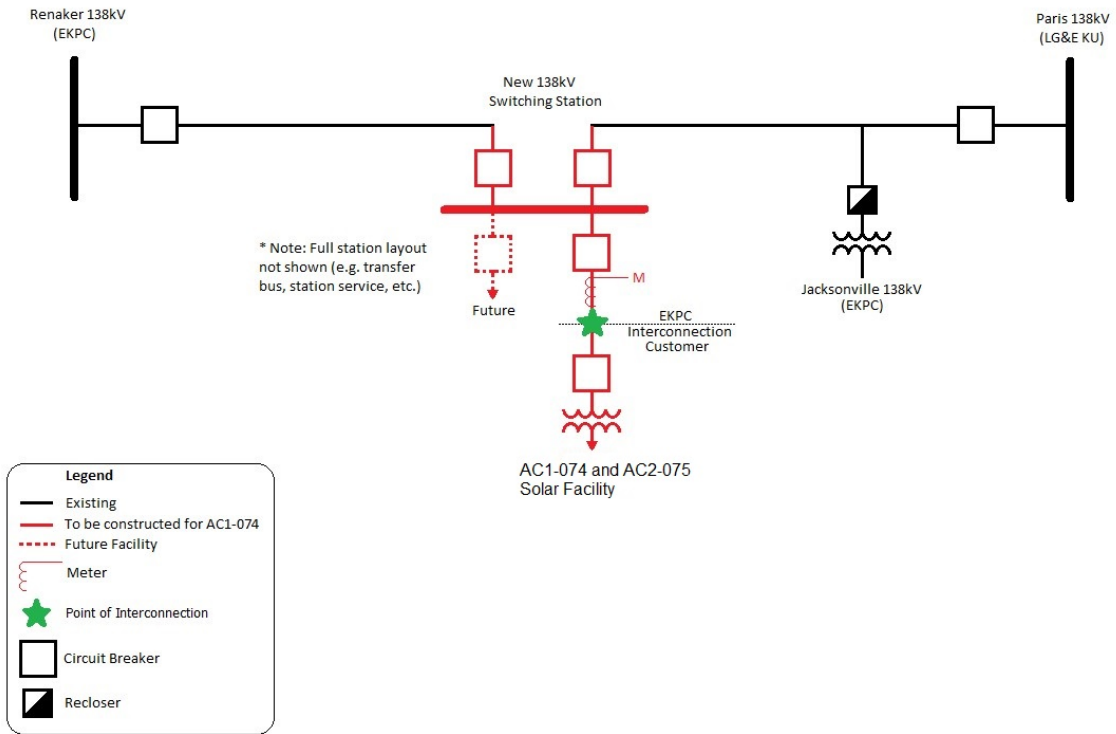 Renaker 138kV
(EKPC)
Paris 138kV
(LG&E KU)
New 138kV
Switching Station
* Note: Full station layout
not shown (e.g. transfer
bus, station service, etc.)
M
Future
EKPC
Interconnection
Customer
Jacksonville 138kV
(EKPC)
AC1-074 and AC2-075
Solar Facility
Legend
Existing
To be constructed for AC1-074
Future Facility
Meter
Point of Interconnection
Circuit Breaker
Recloser